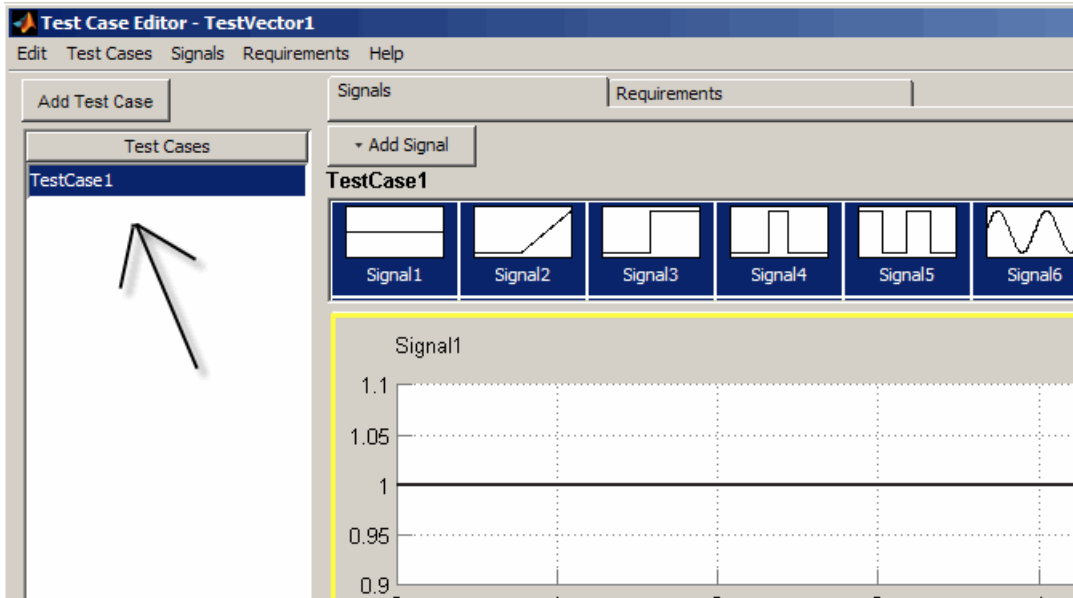 Test Case Editor - TestVector1
Edit Test Cases Signals Requirements Help
Add Test Case
Test Cases
TestCase1
Signals
Requirements
Add Signal
TestCase1
Signal1
Signal2
Signal3
Signal4
Signal5
Signal6
Signal1
1.1
1.05
1
0.95
0.9